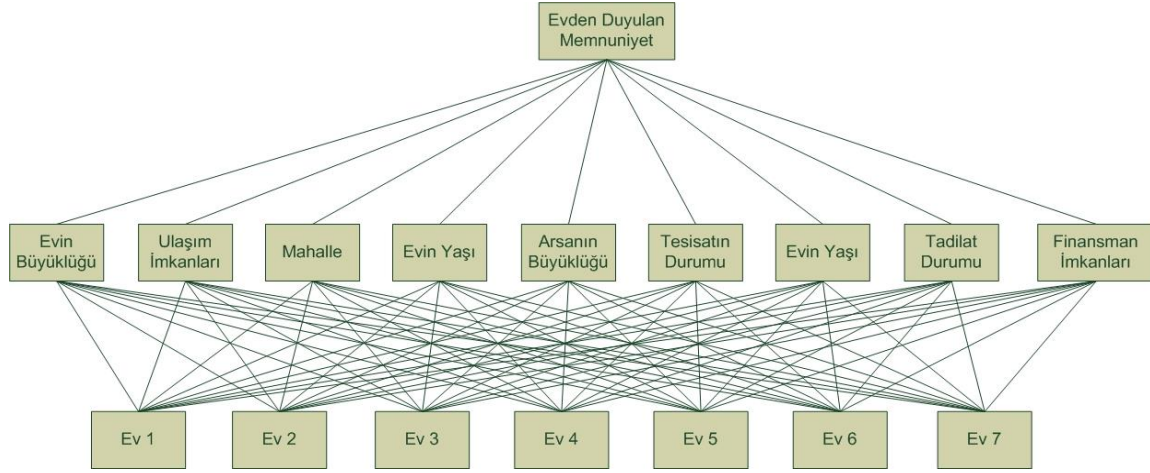 Evden Duyulan
Memnuniyet
Evin
Büyüklüğü
Ulaşım
İmkanları
Mahalle
Evin Yaşı
Arsanın
Büyüklüğü
Tesisatın
Durumu
Evin Yaşı
Tadilat
Durumu
Finansman
İmkanları
Ev 1
Ev 2
Ev 3
Ev 4
Ev 5
Ev 6
Ev 7